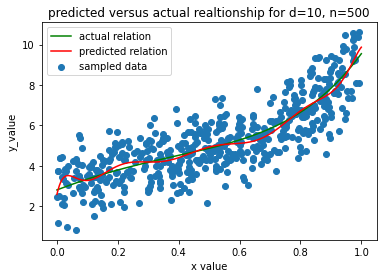 predicted versus actual realtionship for d=10, n=500
actual relation
predicted relation
sampled data
y_value
10
8
6
4
2
0.0 0.2 0.4 0.6 0.8 1.0
x value